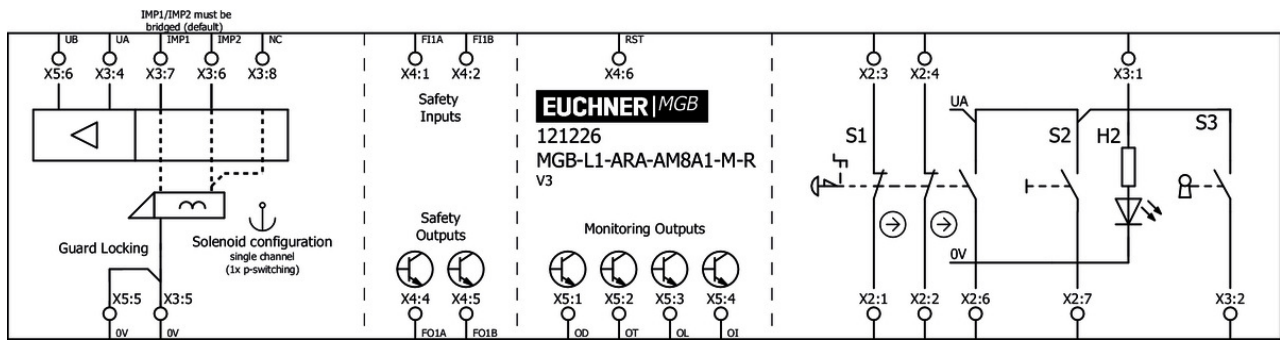 IMP1/IMP2 must be
bridged (default)
UB UA IMP1 IMP2 NC FI1A FI1B RST
X5:6 X3:4 X3:7 X3:6 X3:8 X4:1 X4:2 X4:6 X2:3 X2:4 X3:1
Safety
Inputs
EUCHNER MGB
121226
MGB-L1-ARA-AM8A1-M-R
V3
UA
S1 S2 H2 S3
Guard Locking
Solenoid configuration
single channel
(1x p-switching)
Safety
Outputs
Monitoring Outputs
0V
X5:5 X3:5 X4:4 X4:5 X5:1 X5:2 X5:3 X5:4 X2:1 X2:2 X2:6 X2:7 X3:2
0V 0V FO1A FO1B OD OT OL OI